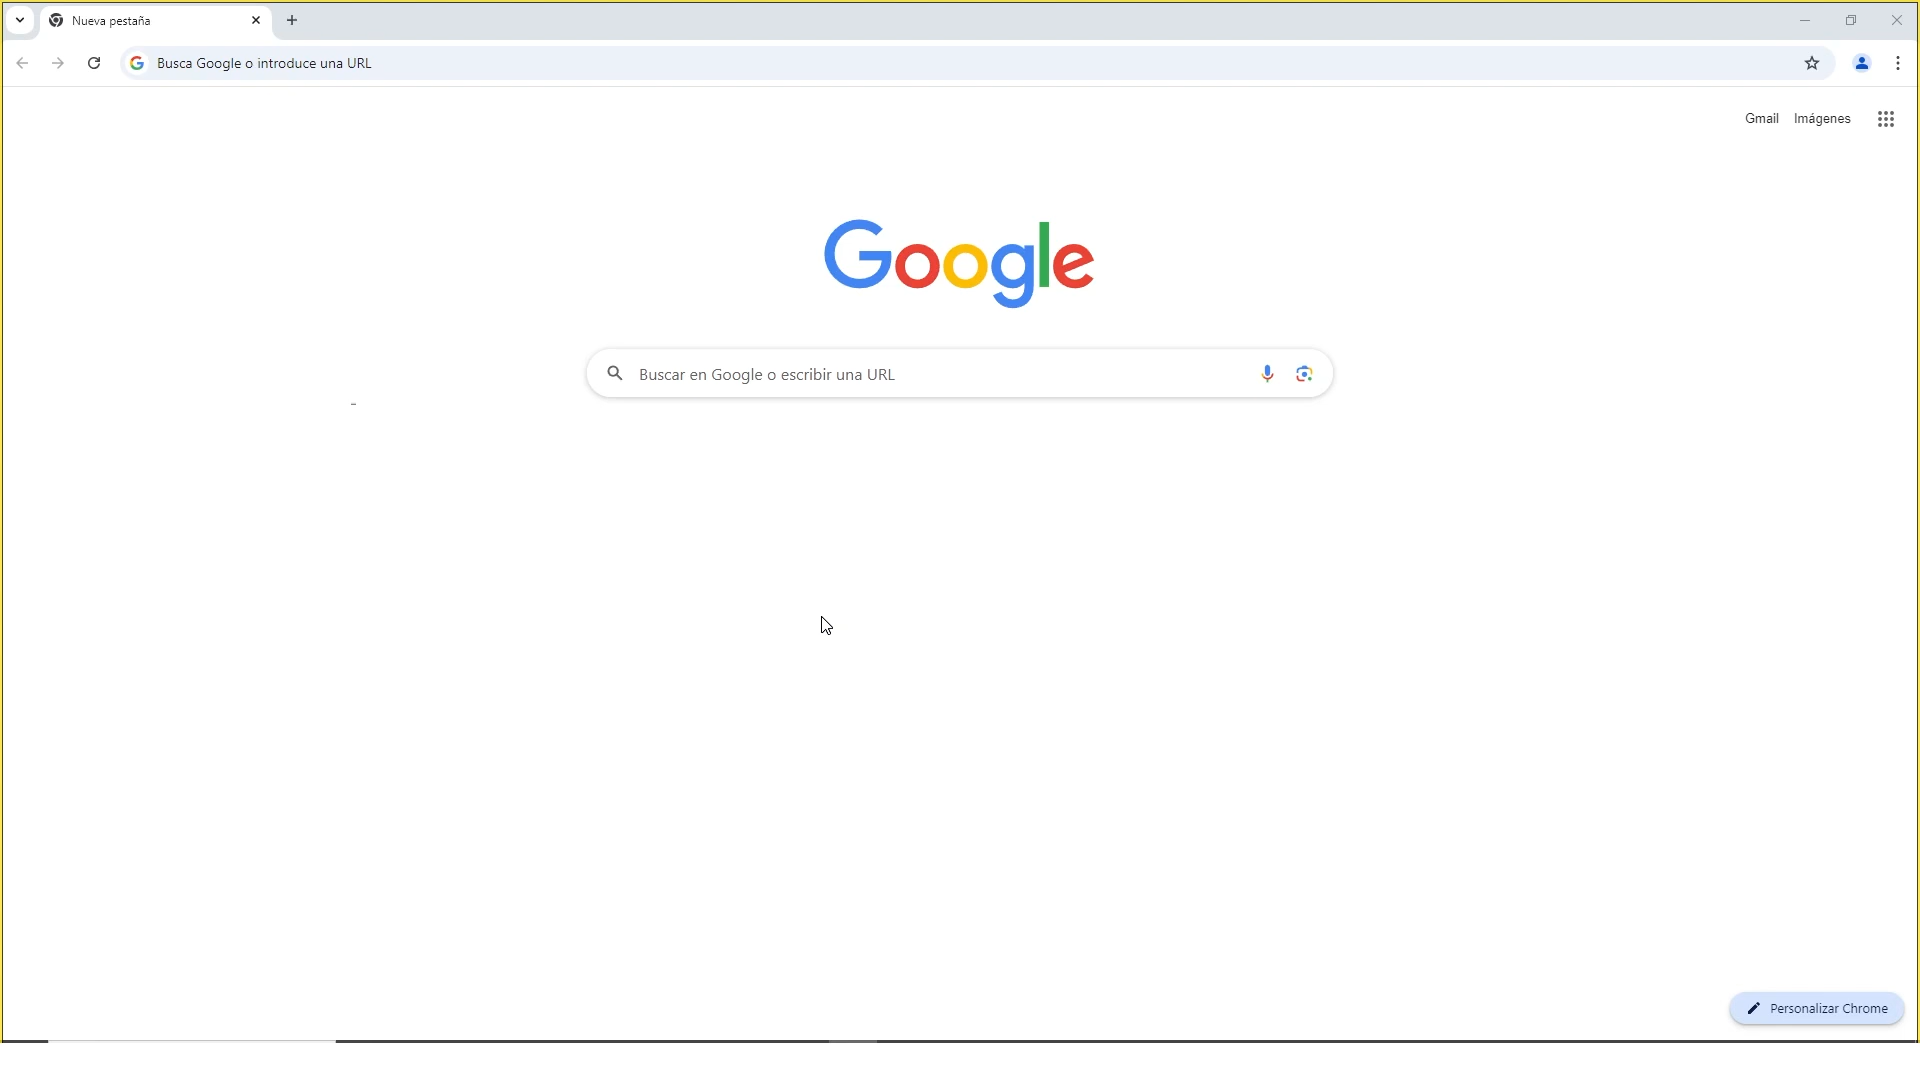 Nueva pestaña
Busca Google o introduce una URL
Gmail Imágenes
Google
Buscar en Google o escribir una URL
Personalizar Chrome